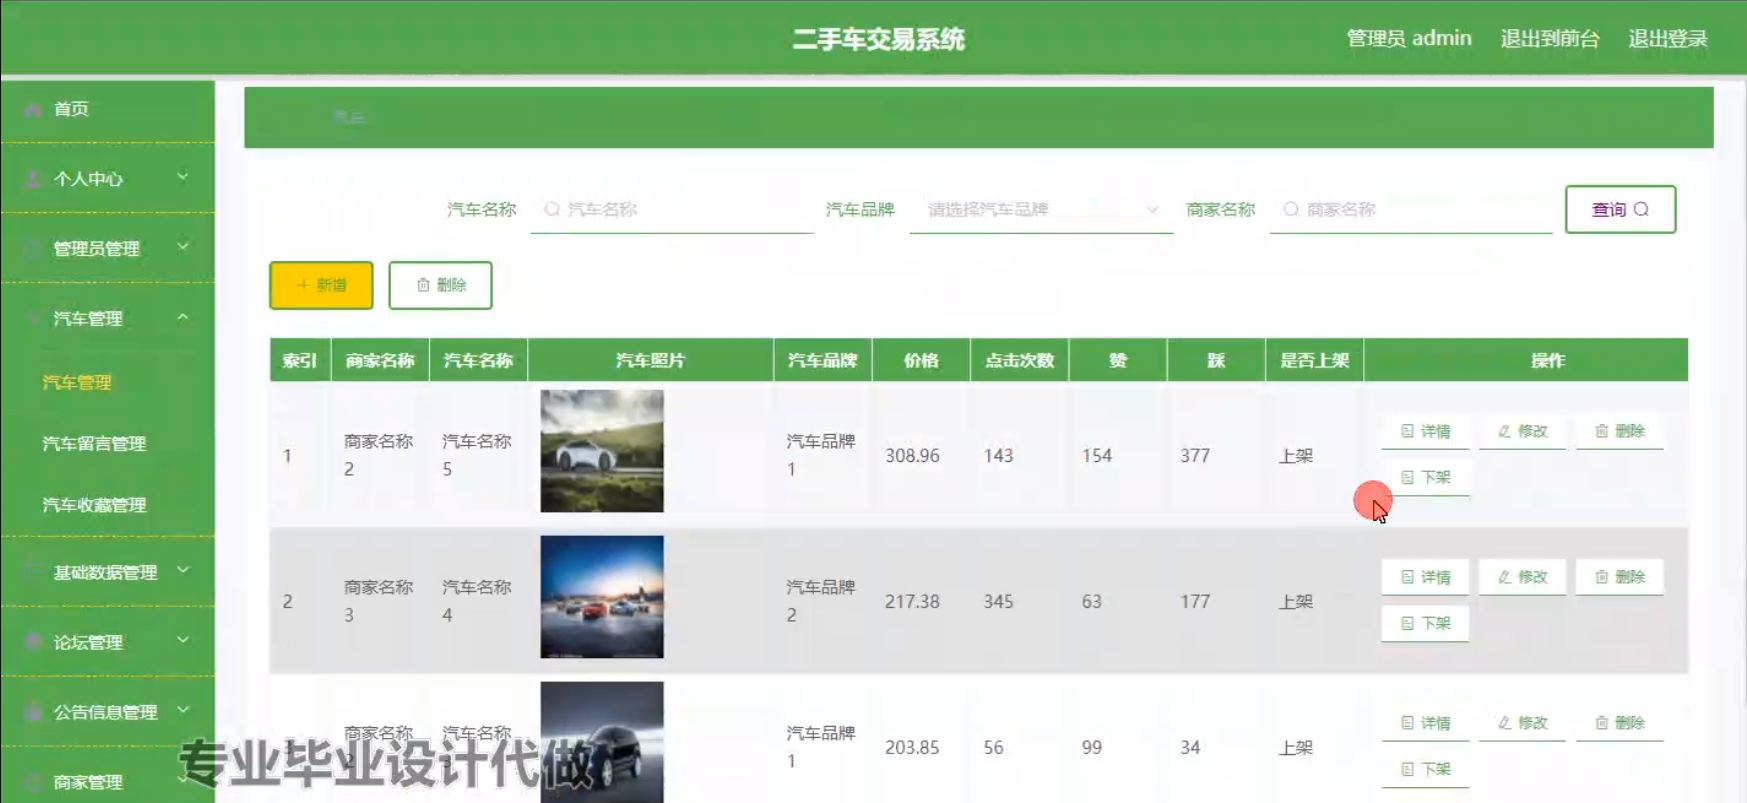 二手车交易系统
管理员 admin 退出到前台 退出登录
首页
个人中心
管理员管理
汽车管理
汽车管理
汽车留言管理
汽车收藏管理
基础数据管理
论坛管理
公告信息管理
商家管理
汽车
汽车名称 汽车名称 汽车品牌 请选择汽车品牌 商家名称 商家名称 查询
新增 删除
索引 商家名称 汽车名称 汽车照片 汽车品牌 价格 点击次数 赞 踩 是否上架 操作
1 商家名称2 汽车名称5 汽车品牌1 308.96 143 154 377 上架 详情 修改 删除
下架
2 商家名称3 汽车名称4 汽车品牌2 217.38 345 63 177 上架 详情 修改 删除
下架
3 商家名称 汽车名称 汽车品牌1 203.85 56 99 34 上架 详情 修改 删除
下架
专业毕业设计代做